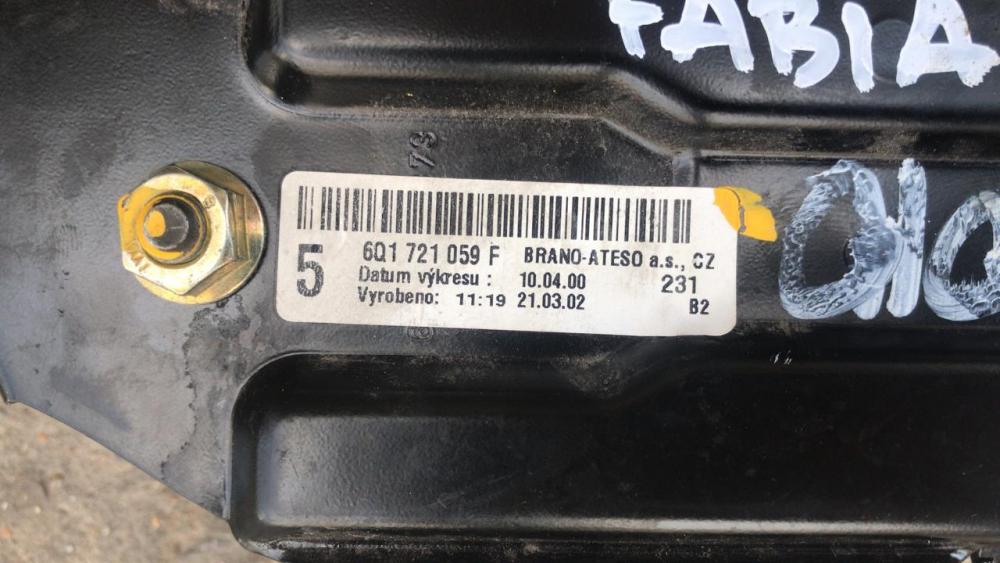 FABIA
73
5
6Q1 721 059 F BRANO-ATESO a.s., CZ
Datum výkresu : 10.04.00 231
Vyrobeno: 11:19 21.03.02 B2